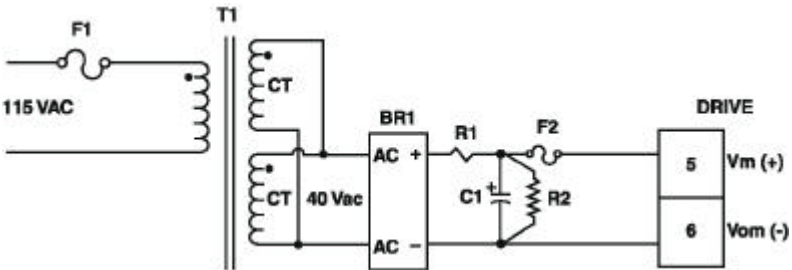 T1
F1
CT
115 VAC
BR1
R1
F2
DRIVE
AC +
5
Vm (+)
CT
40 Vac
C1
+
R2
6
Vom (-)
AC −